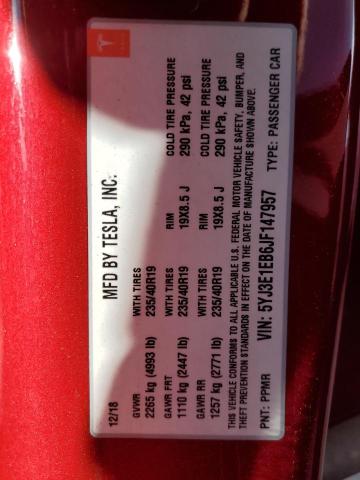 MFD BY TESLA, INC.
12/18
GVWR WITH TIRES RIM COLD TIRE PRESSURE
2265 kg (4993 lb) 235/40R19 19X8.5 J 290 kPa, 42 psi
GAWR FRT WITH TIRES RIM COLD TIRE PRESSURE
1110 kg (2447 lb) 235/40R19 19X8.5 J 290 kPa, 42 psi
GAWR RR
1257 kg (2771 lb) 235/40R19
THIS VEHICLE CONFORMS TO ALL APPLICABLE U.S. FEDERAL MOTOR VEHICLE SAFETY, BUMPER, AND
THEFT PREVENTION STANDARDS IN EFFECT ON THE DATE OF MANUFACTURE SHOWN ABOVE.
VIN: 5YJ3E1EB6JF147957
PNT: PPMR TYPE: PASSENGER CAR